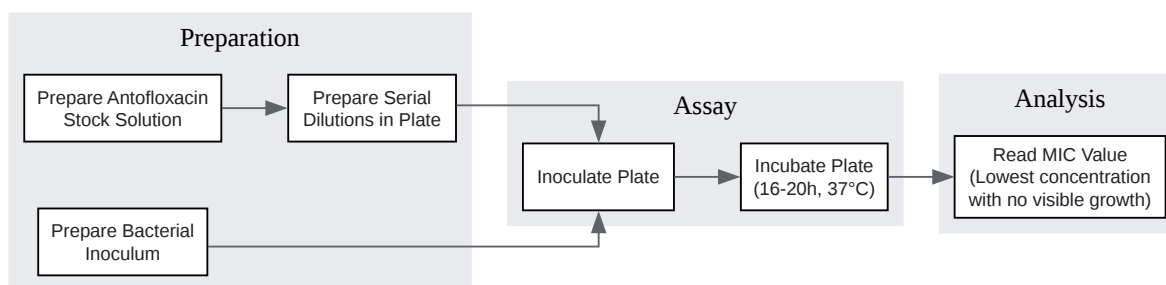 Preparation
Prepare Antofloxacin
Stock Solution
Prepare Serial
Dilutions in Plate
Prepare Bacterial
Inoculum
Assay
Inoculate Plate
Incubate Plate
(16-20h, 37°C)
Analysis
Read MIC Value
(Lowest concentration
with no visible growth)